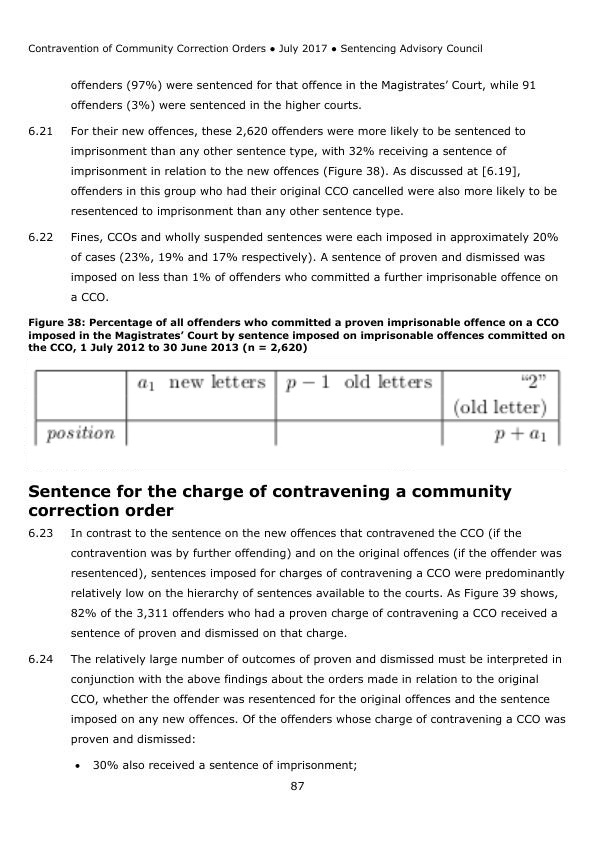 Contravention of Community Correction Orders ● July 2017 ● Sentencing Advisory Council
offenders (97%) were sentenced for that offence in the Magistrates’ Court, while 91
offenders (3%) were sentenced in the higher courts.
6.21 For their new offences, these 2,620 offenders were more likely to be sentenced to
imprisonment than any other sentence type, with 32% receiving a sentence of
imprisonment in relation to the new offences (Figure 38). As discussed at [6.19],
offenders in this group who had their original CCO cancelled were also more likely to be
resentenced to imprisonment than any other sentence type.
6.22 Fines, CCOs and wholly suspended sentences were each imposed in approximately 20%
of cases (23%, 19% and 17% respectively). A sentence of proven and dismissed was
imposed on less than 1% of offenders who committed a further imprisonable offence on
a CCO.
Figure 38: Percentage of all offenders who committed a proven imprisonable offence on a CCO
imposed in the Magistrates’ Court by sentence imposed on imprisonable offences committed on
the CCO, 1 July 2012 to 30 June 2013 (n = 2,620)
a₁ new letters p − 1 old letters “2”
(old letter)
position p + a₁
Sentence for the charge of contravening a community
correction order
6.23 In contrast to the sentence on the new offences that contravened the CCO (if the
contravention was by further offending) and on the original offences (if the offender was
resentenced), sentences imposed for charges of contravening a CCO were predominantly
relatively low on the hierarchy of sentences available to the courts. As Figure 39 shows,
82% of the 3,311 offenders who had a proven charge of contravening a CCO received a
sentence of proven and dismissed on that charge.
6.24 The relatively large number of outcomes of proven and dismissed must be interpreted in
conjunction with the above findings about the orders made in relation to the original
CCO, whether the offender was resentenced for the original offences and the sentence
imposed on any new offences. Of the offenders whose charge of contravening a CCO was
proven and dismissed:
• 30% also received a sentence of imprisonment;
87